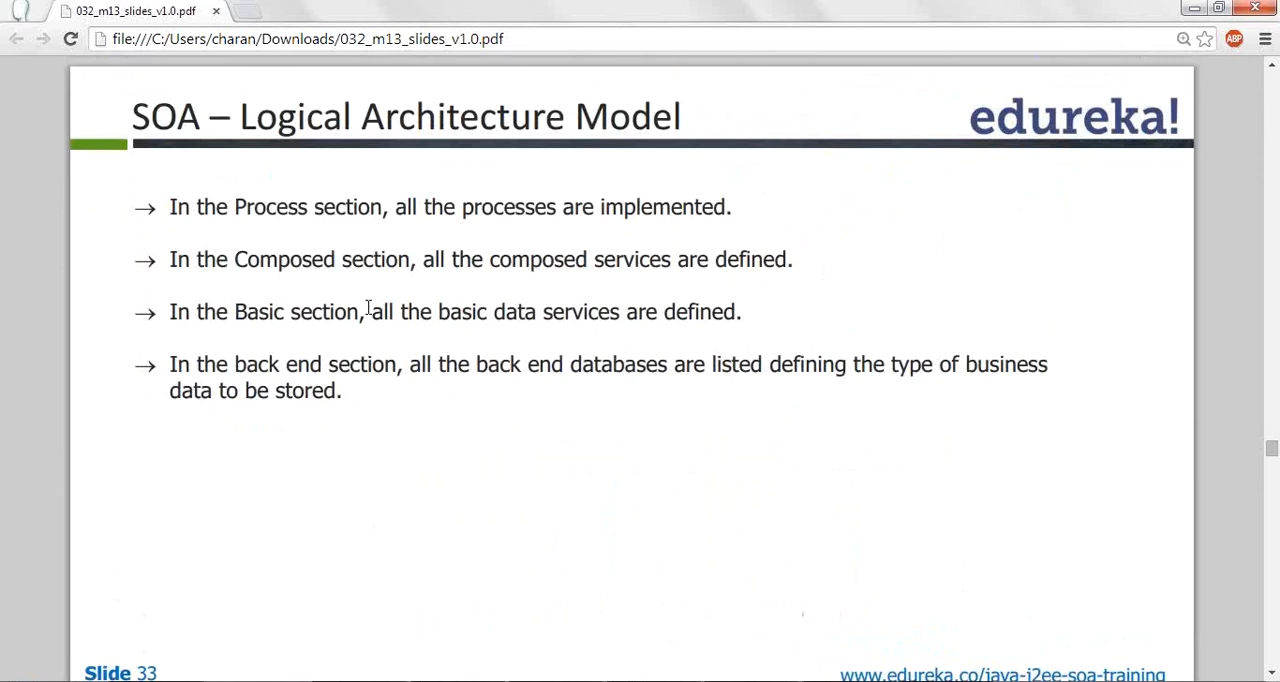 032_m13_slides_v1.0.pdf
file:///C:/Users/charan/Downloads/032_m13_slides_v1.0.pdf
ABP
SOA – Logical Architecture Model
edureka!
→ In the Process section, all the processes are implemented.
→ In the Composed section, all the composed services are defined.
→ In the Basic section, all the basic data services are defined.
→ In the back end section, all the back end databases are listed defining the type of business
data to be stored.
Slide 33
www.edureka.co/java-j2ee-soa-training